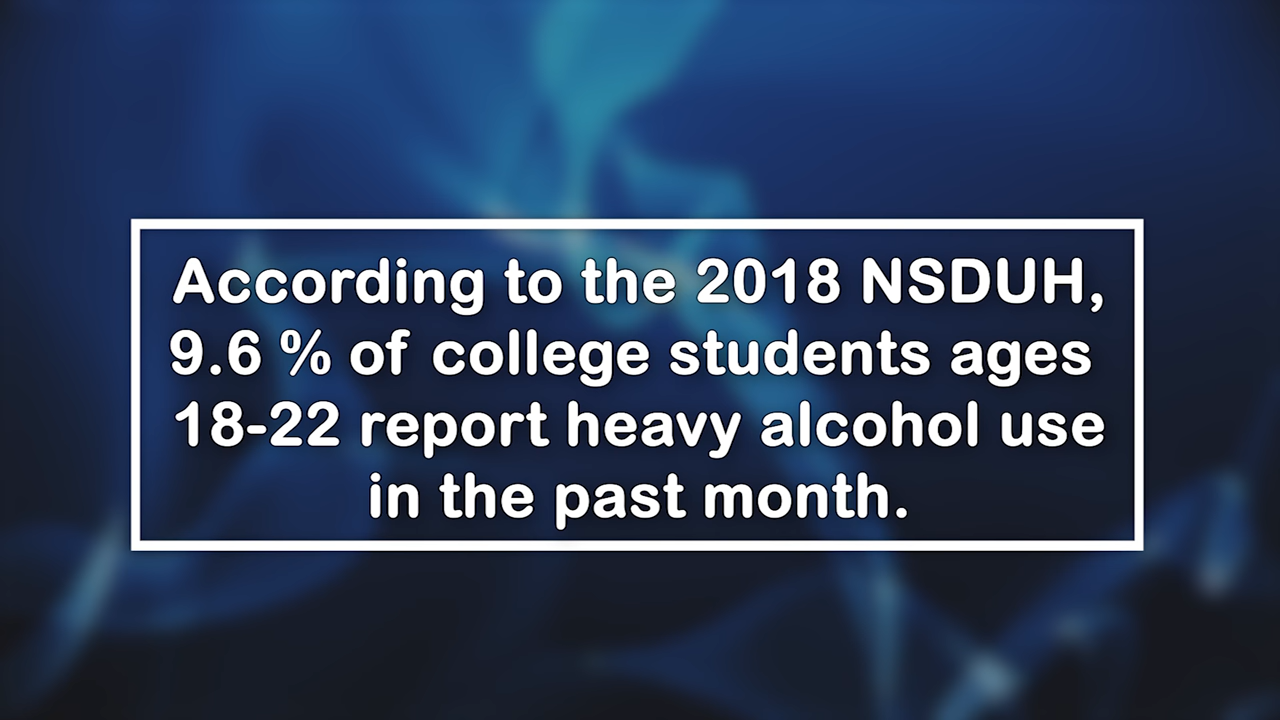 According to the 2018 NSDUH,
9.6 % of college students ages
18-22 report heavy alcohol use
in the past month.